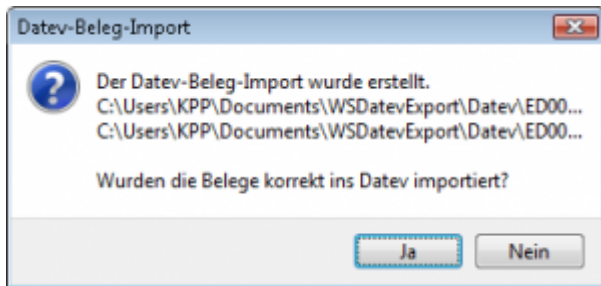 Datev-Beleg-Import
Der Datev-Beleg-Import wurde erstellt.
C:\Users\KPP\Documents\WSDatevExport\Datev\ED00...
C:\Users\KPP\Documents\WSDatevExport\Datev\ED00...
Wurden die Belege korrekt ins Datev importiert?
Ja
Nein